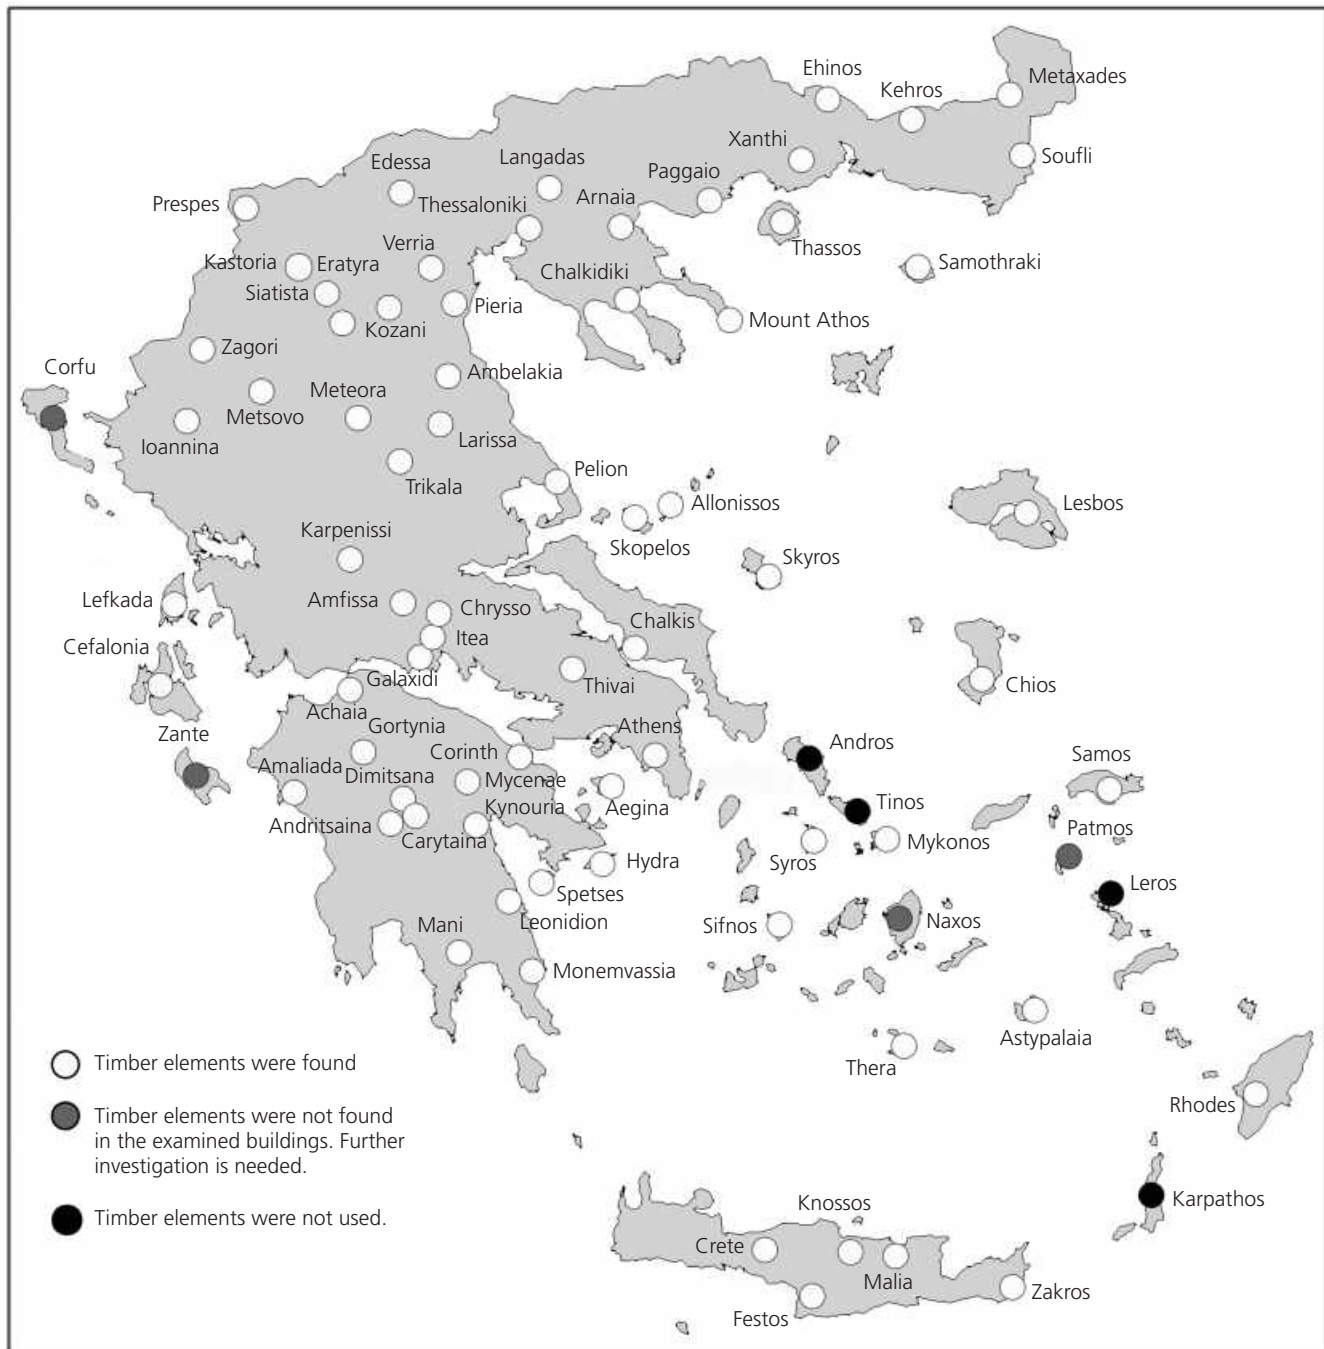 Ehinos
Kehros
Metaxades
Xanthi
Soufli
Edessa
Langadas
Paggaio
Arnaia
Prespes
Thessaloniki
Thassos
Verria
Kastoria
Eratyra
Samothraki
Chalkidiki
Siatista
Pieria
Kozani
Mount Athos
Zagori
Corfu
Ambelakia
Meteora
Metsovo
Ioannina
Larissa
Pelion
Trikala
Allonissos
Lesbos
Karpenissi
Skopelos
Skyros
Lefkada
Amfissa
Chrysso
Itea
Chalkis
Cefalonia
Galaxidi
Thivai
Chios
Achaia
Gortynia
Zante
Corinth
Athens
Andros
Samos
Amaliada
Dimitsana
Mycenae
Kynouria
Aegina
Tinos
Patmos
Andritsaina
Carytaina
Mykonos
Syros
Hydra
Leros
Spetses
Leonidion
Sifnos
Naxos
Mani
Monemvassia
Astypalaia
Thera
Rhodes
Timber elements were found
Timber elements were not found
in the examined buildings. Further
investigation is needed.
Timber elements were not used.
Karpathos
Knossos
Crete
Malia
Zakros
Festos